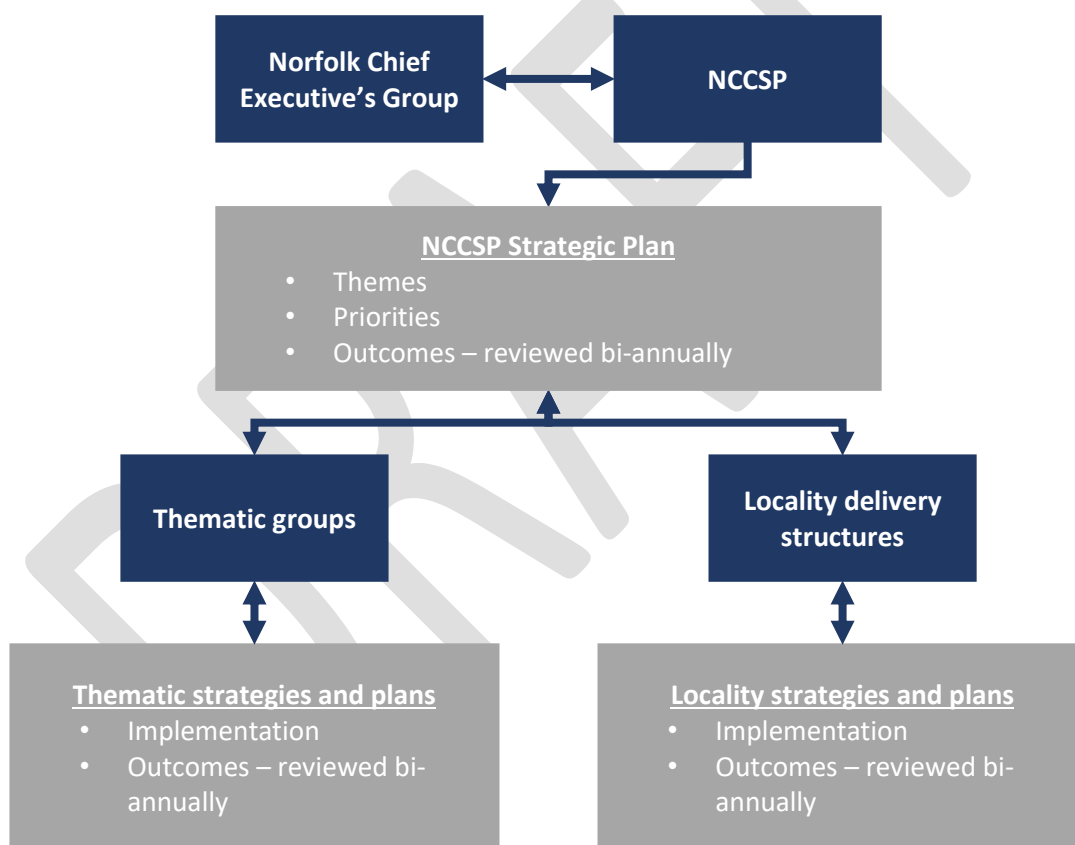 Norfolk Chief
Executive's Group
NCCSP
NCCSP Strategic Plan
• Themes
• Priorities
• Outcomes – reviewed bi-annually
Thematic groups
Locality delivery
structures
Thematic strategies and plans
• Implementation
• Outcomes – reviewed bi-
annually
Locality strategies and plans
• Implementation
• Outcomes – reviewed bi-
annually
DRAFT